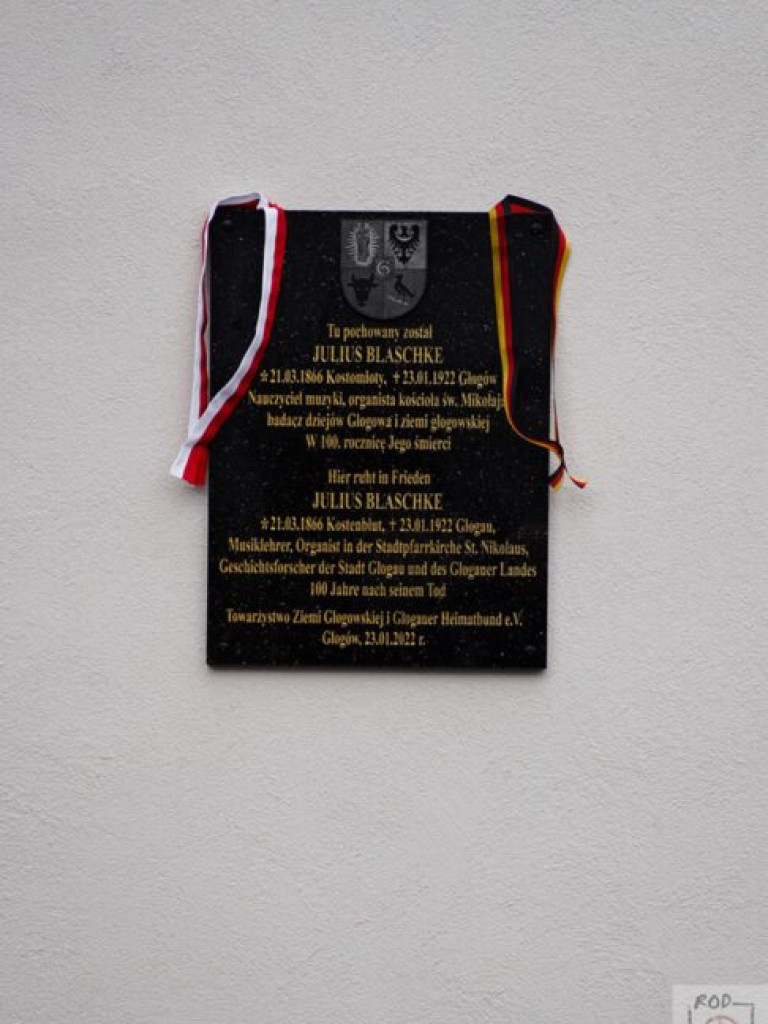 G
Tu pochowany został
JULIUS BLASCHKE
*21.03.1866 Kostomłoty, +23.01.1922 Głogów
Nauczyciel muzyki, organista kościoła św. Mikołaja
badacz dziejów Głogowa i ziemi głogowskiej
W 100. rocznicę Jego śmierci
Hier ruht in Frieden
JULIUS BLASCHKE
*21.03.1866 Kostenblut, +23.01.1922 Glogau,
Musiklehrer, Organist in der Stadtpfarrkirche St. Nikolaus,
Geschichtsforscher der Stadt Glogau und des Glogauer Landes
100 Jahre nach seinem Tod
Towarzystwo Ziemi Głogowskiej i Glogauer Heimatbund e.V.
Głogów, 23.01.2022 r.
ROD